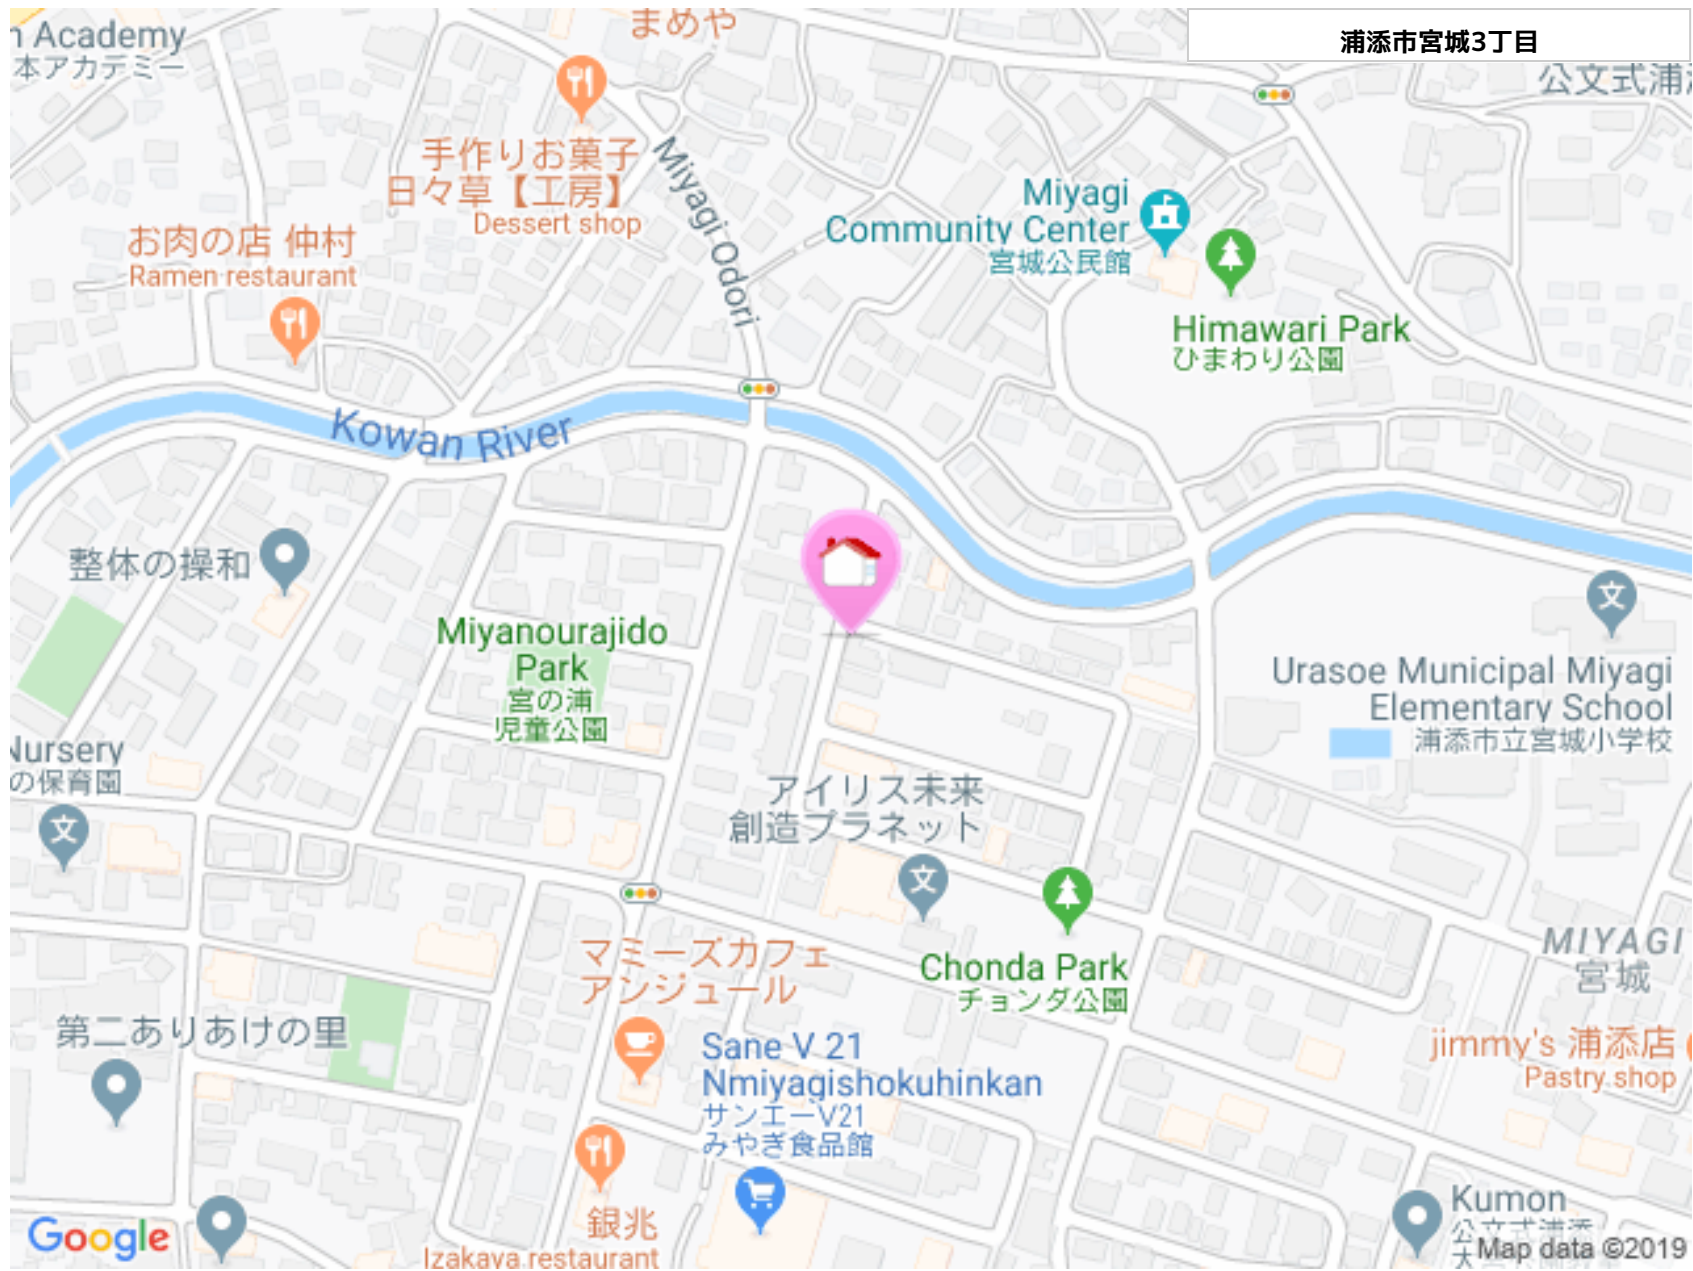 まめや
浦添市宮城3丁目
Academy
本アカデミー
公文式浦
手作りお菓子
日々草【工房】
Dessert shop
Miyagi Odori
Miyagi
Community Center
宮城公民館
お肉の店 仲村
Ramen restaurant
Himawari Park
ひまわり公園
Kowan River
整体の操和
Miyanourajido
Park
宮の浦
児童公園
文
Urasoe Municipal Miyagi
Elementary School
浦添市立宮城小学校
Nursery
の保育園
文
アイリス未来
創造プラネット
文
マミーズカフェ
アンジュール
Chonda Park
チョンダ公園
MIYAGI
宮城
第二ありあけの里
Sane V 21
Nmiyagishokuhinkan
サンエーV21
みやぎ食品館
jimmy's 浦添店
Pastry shop
銀兆
Izakaya restaurant
Kumon
公文式浦添
Google
Map data ©2019